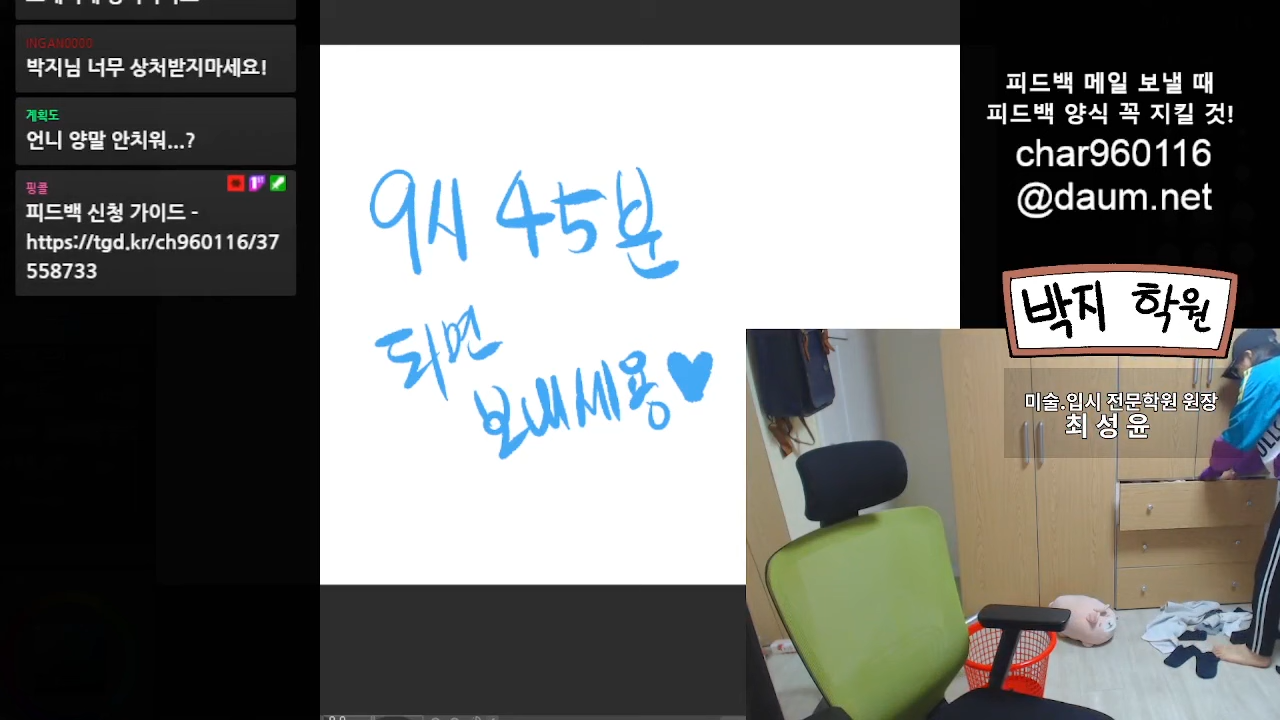 iNGAN0000
박지님 너무 상처받지마세요!
계획도
언니 양말 안치워...?
핑콜
피드백 신청 가이드 -
https://tgd.kr/ch960116/37
558733
9시 45분
되면
보내세용♥
피드백 메일 보낼 때
피드백 양식 꼭 지킬 것!
char960116
@daum.net
박지 학원
미술.입시 전문학원 원장
최성윤